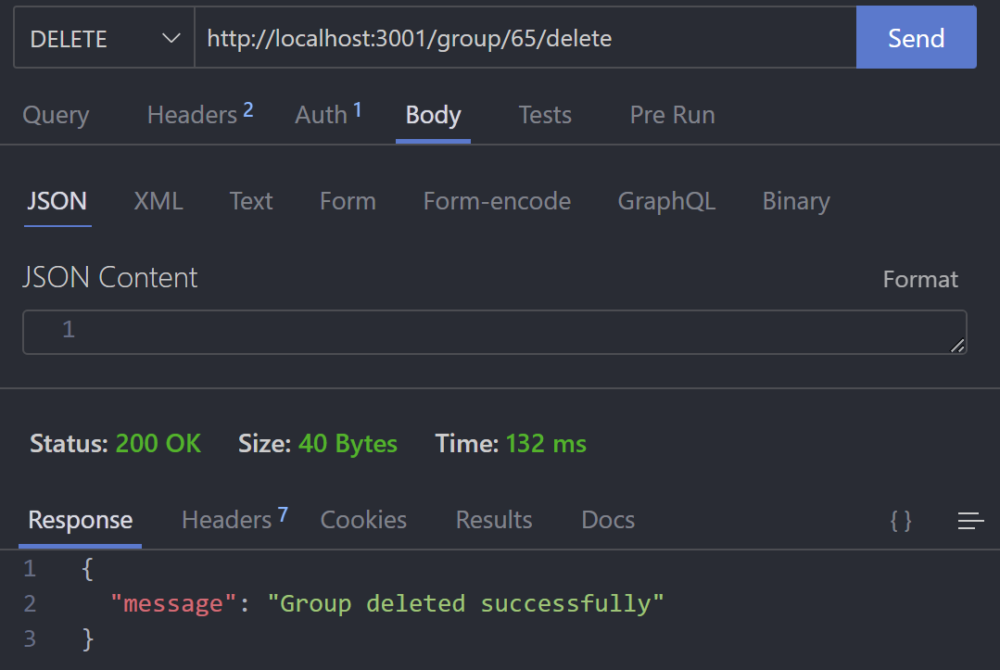 DELETE http://localhost:3001/group/65/delete Send
Query Headers 2 Auth 1 Body Tests Pre Run
JSON XML Text Form Form-encode GraphQL Binary
JSON Content Format
1
Status: 200 OK Size: 40 Bytes Time: 132 ms
Response Headers 7 Cookies Results Docs { }
1 {
2 "message": "Group deleted successfully"
3 }